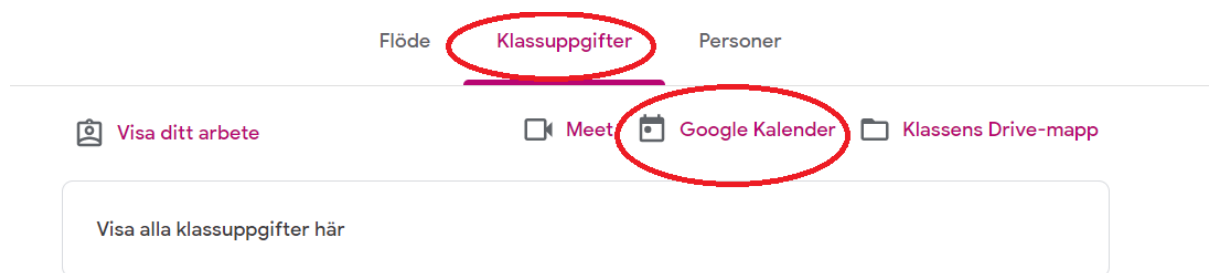 Flöde Klassuppgifter Personer
Visa ditt arbete Meet Google Kalender Klassens Drive-mapp
Visa alla klassuppgifter här